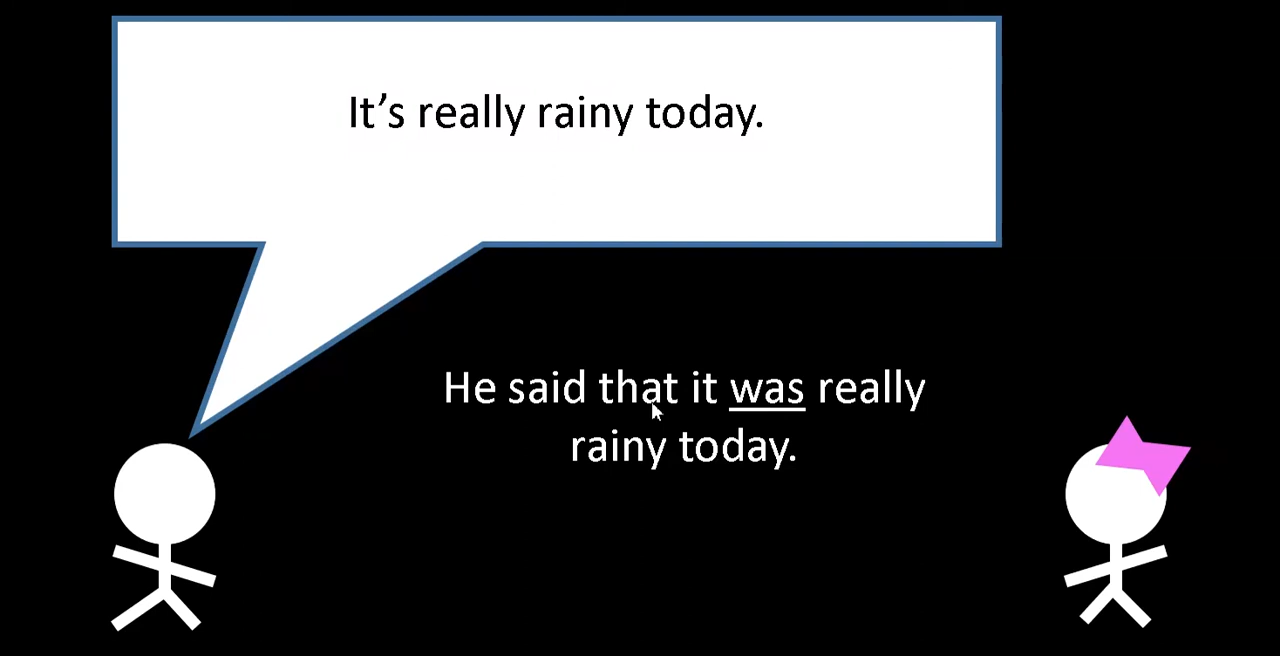 It’s really rainy today.
He said that it was really
rainy today.